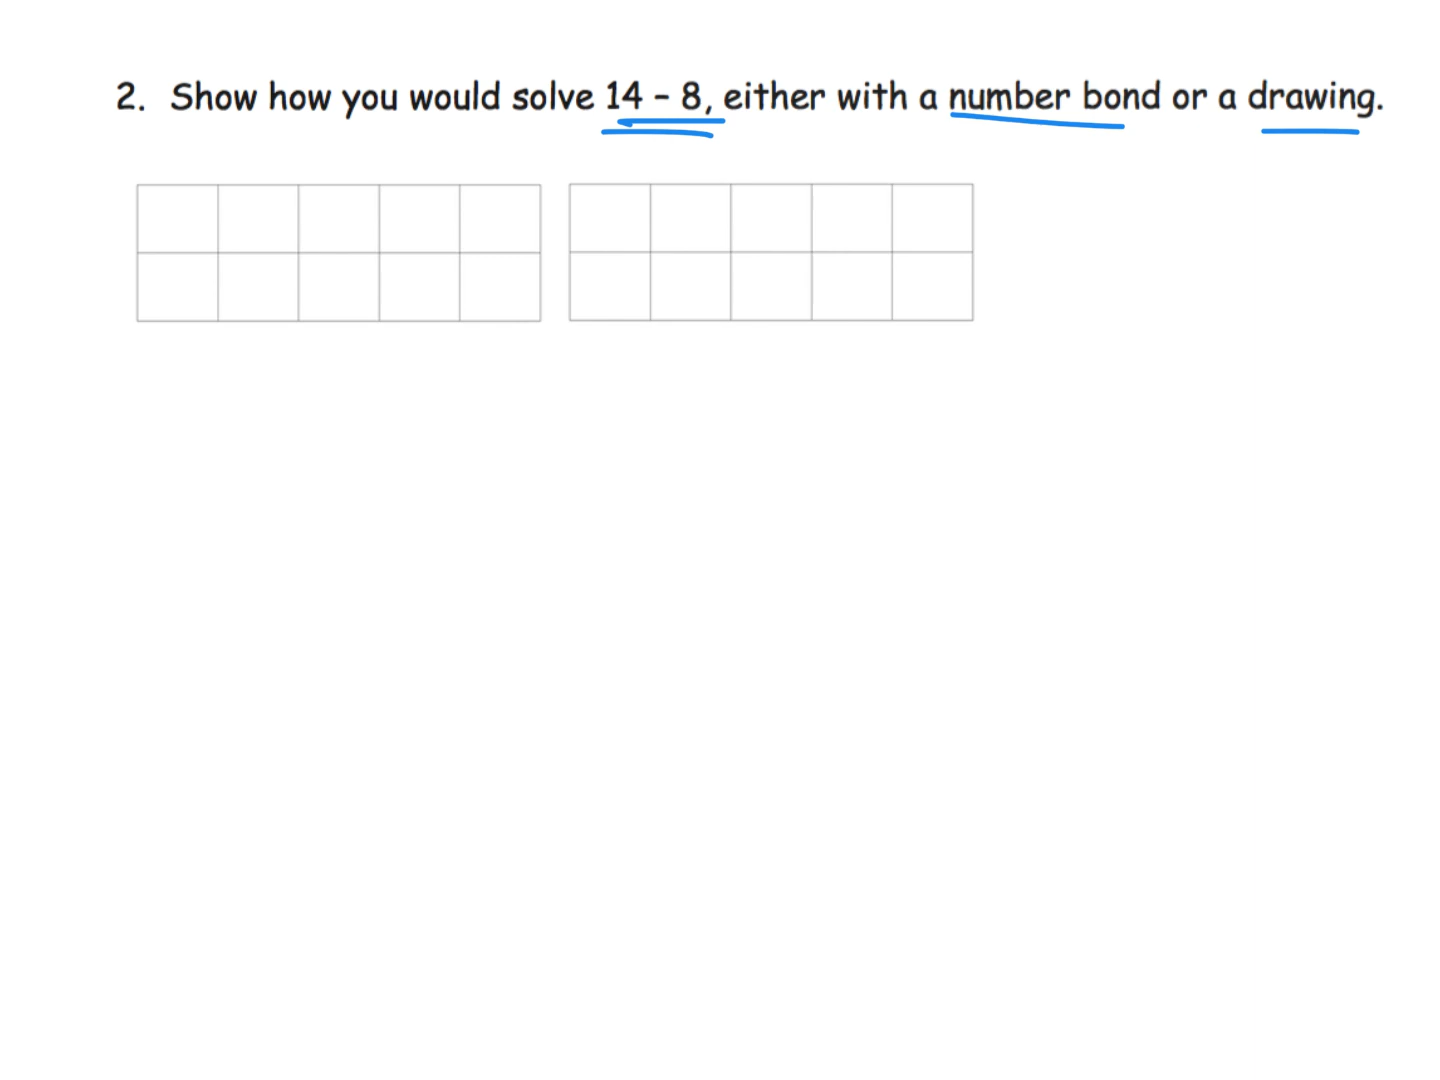 2. Show how you would solve 14 – 8, either with a number bond or a drawing.